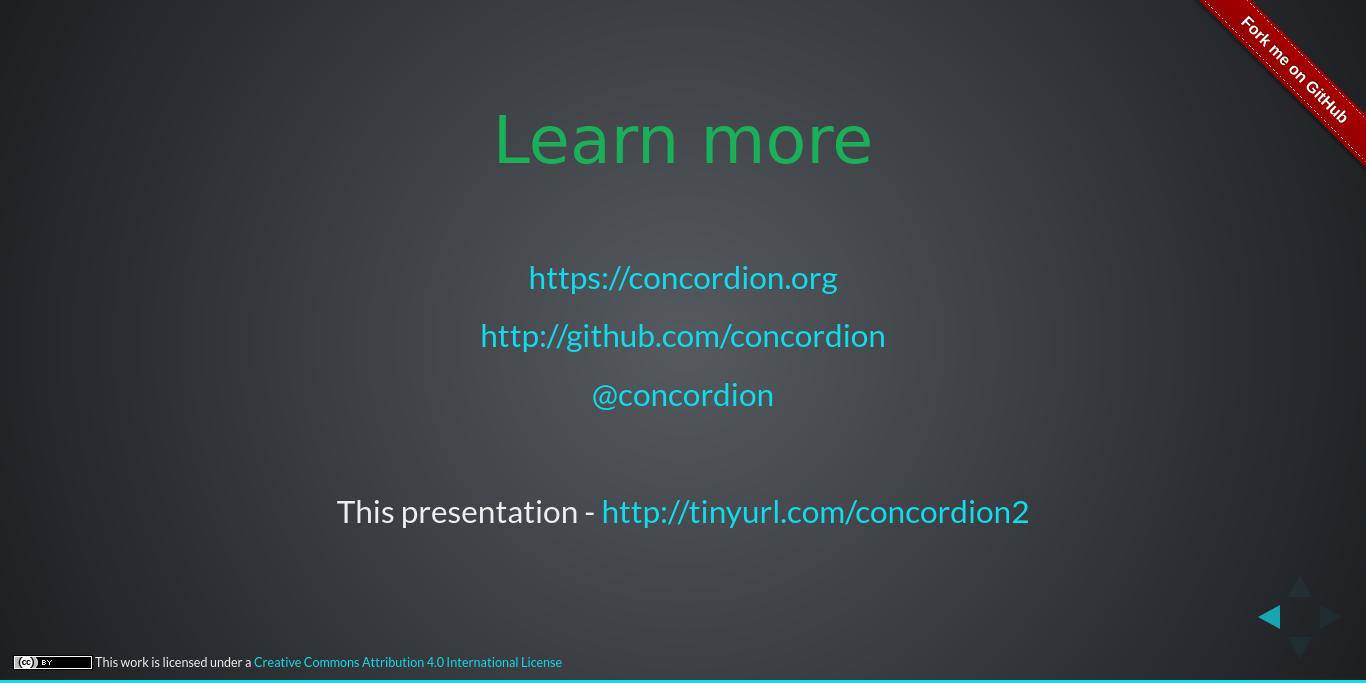 Fork me on GitHub
Learn more
https://concordion.org
http://github.com/concordion
@concordion
This presentation - http://tinyurl.com/concordion2
(cc) BY This work is licensed under a Creative Commons Attribution 4.0 International License